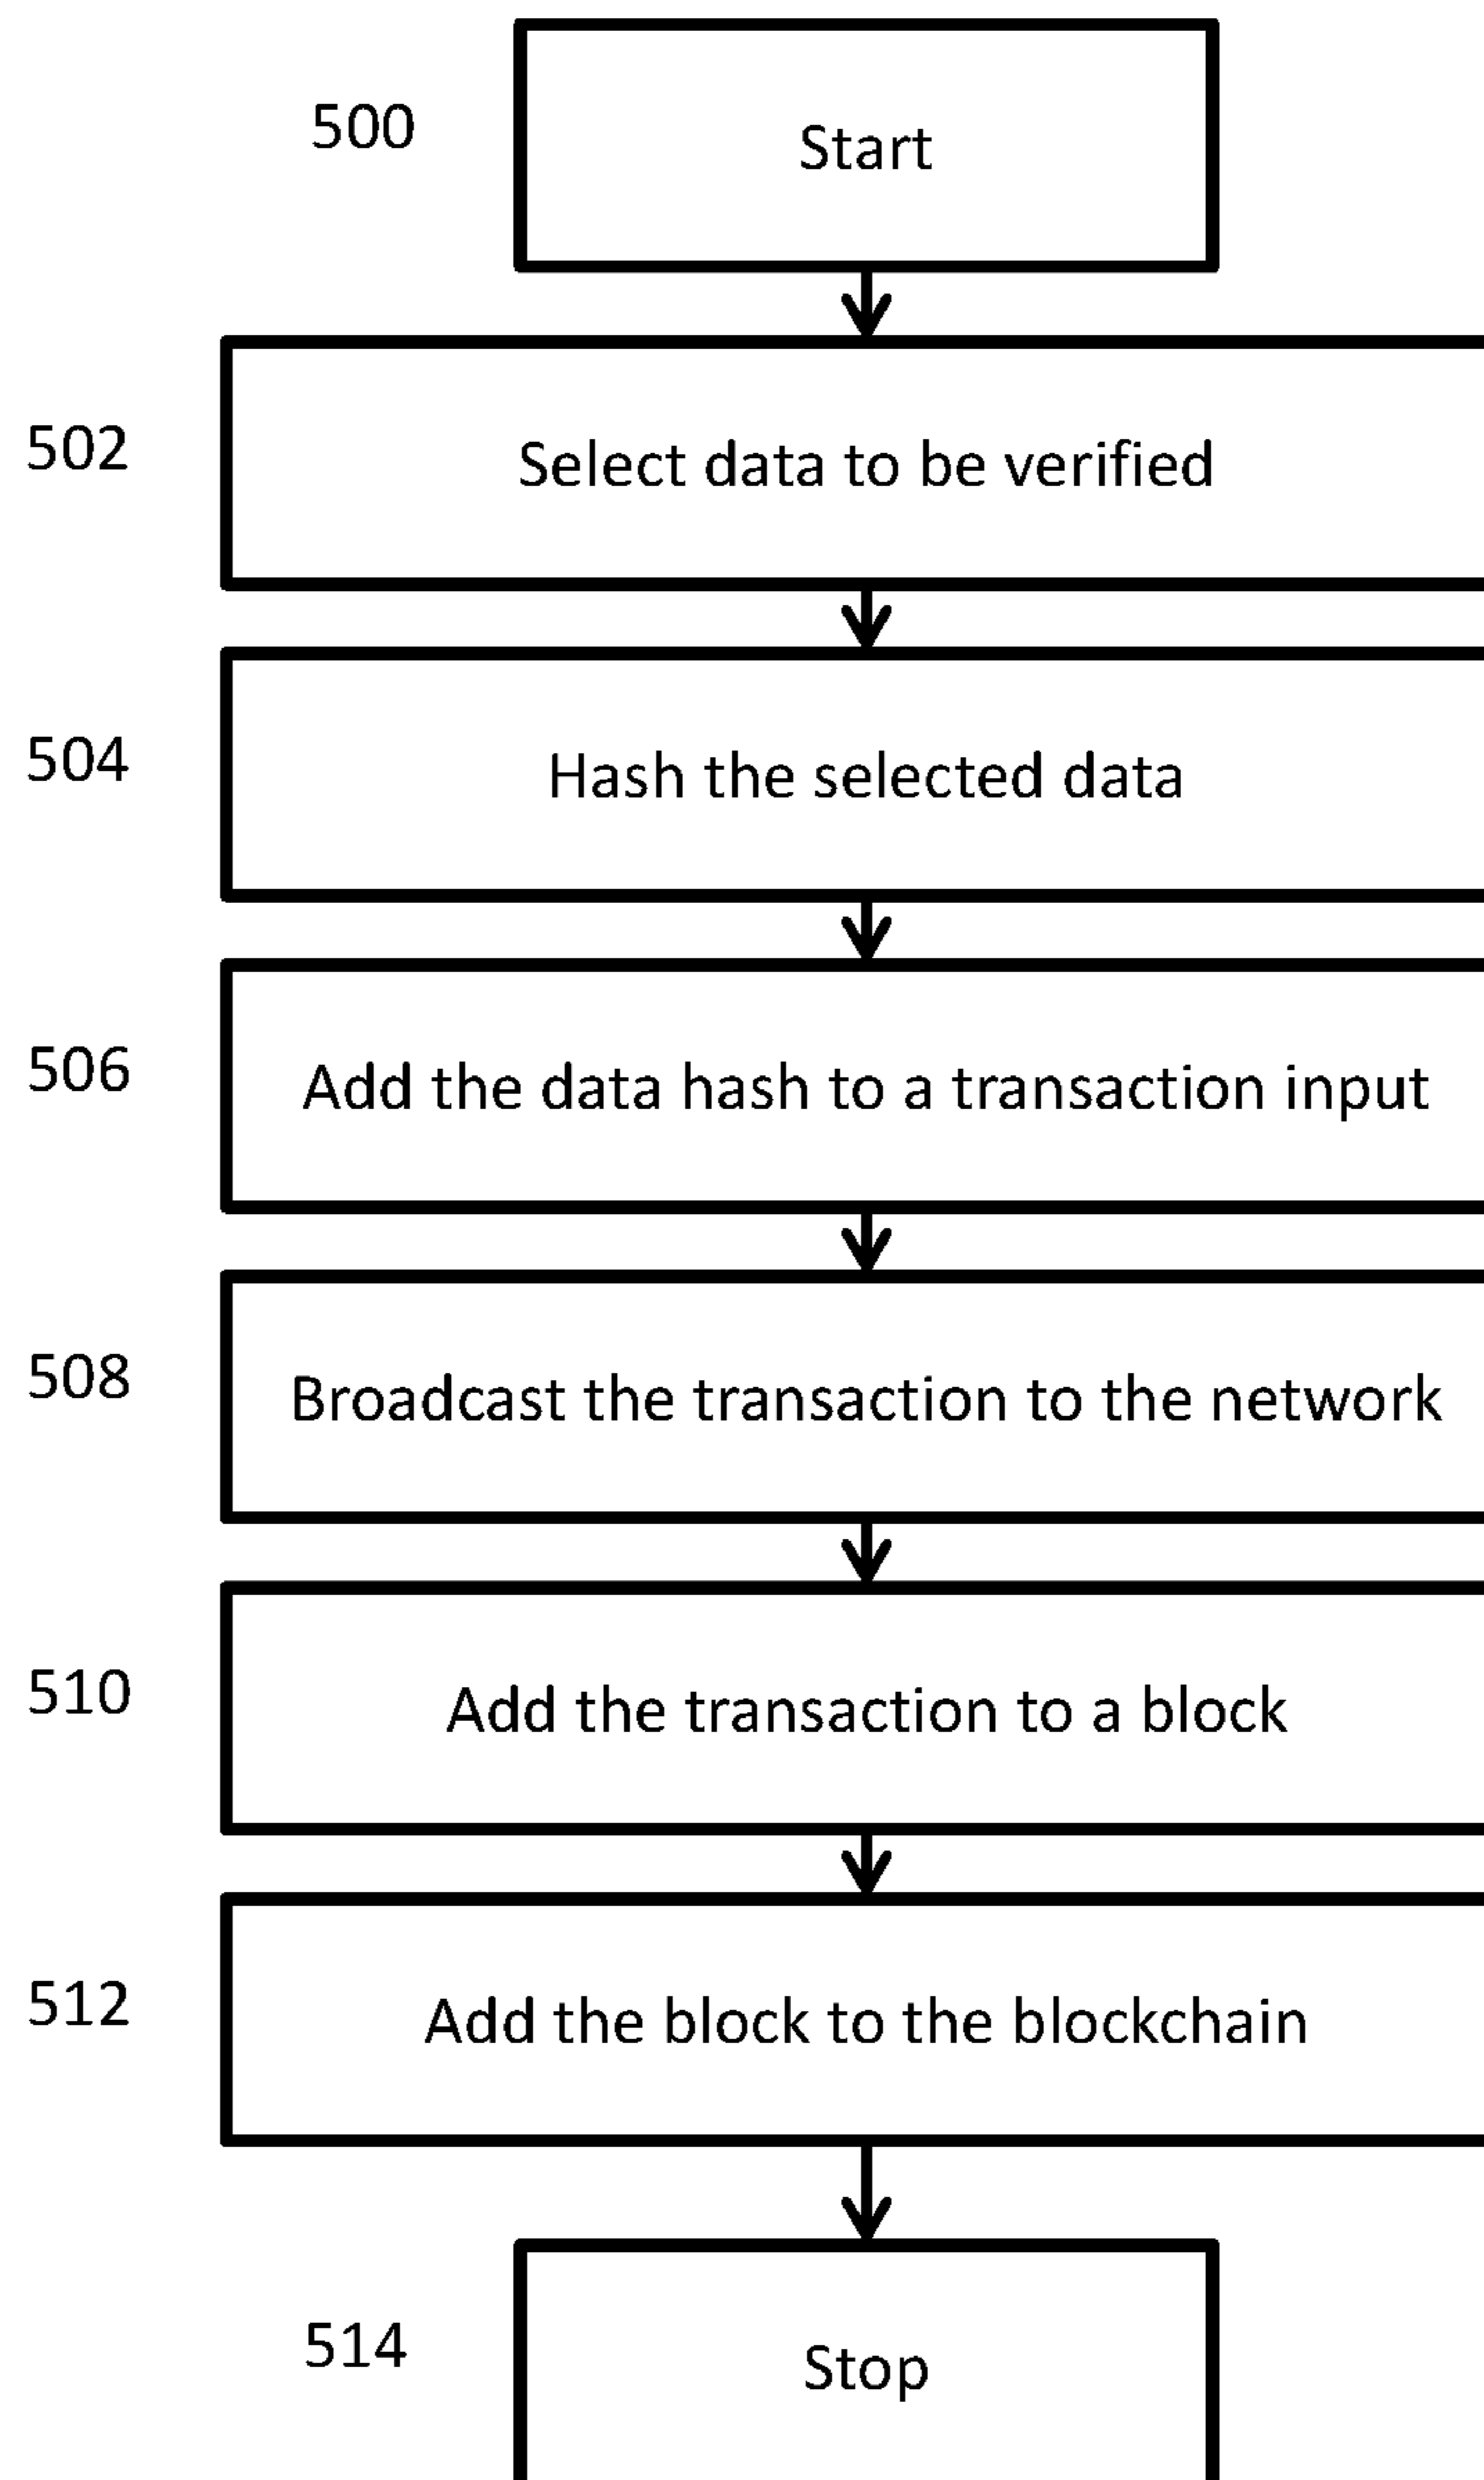 500
Start
502
Select data to be verified
504
Hash the selected data
506
Add the data hash to a transaction input
508
Broadcast the transaction to the network
510
Add the transaction to a block
512
Add the block to the blockchain
514
Stop